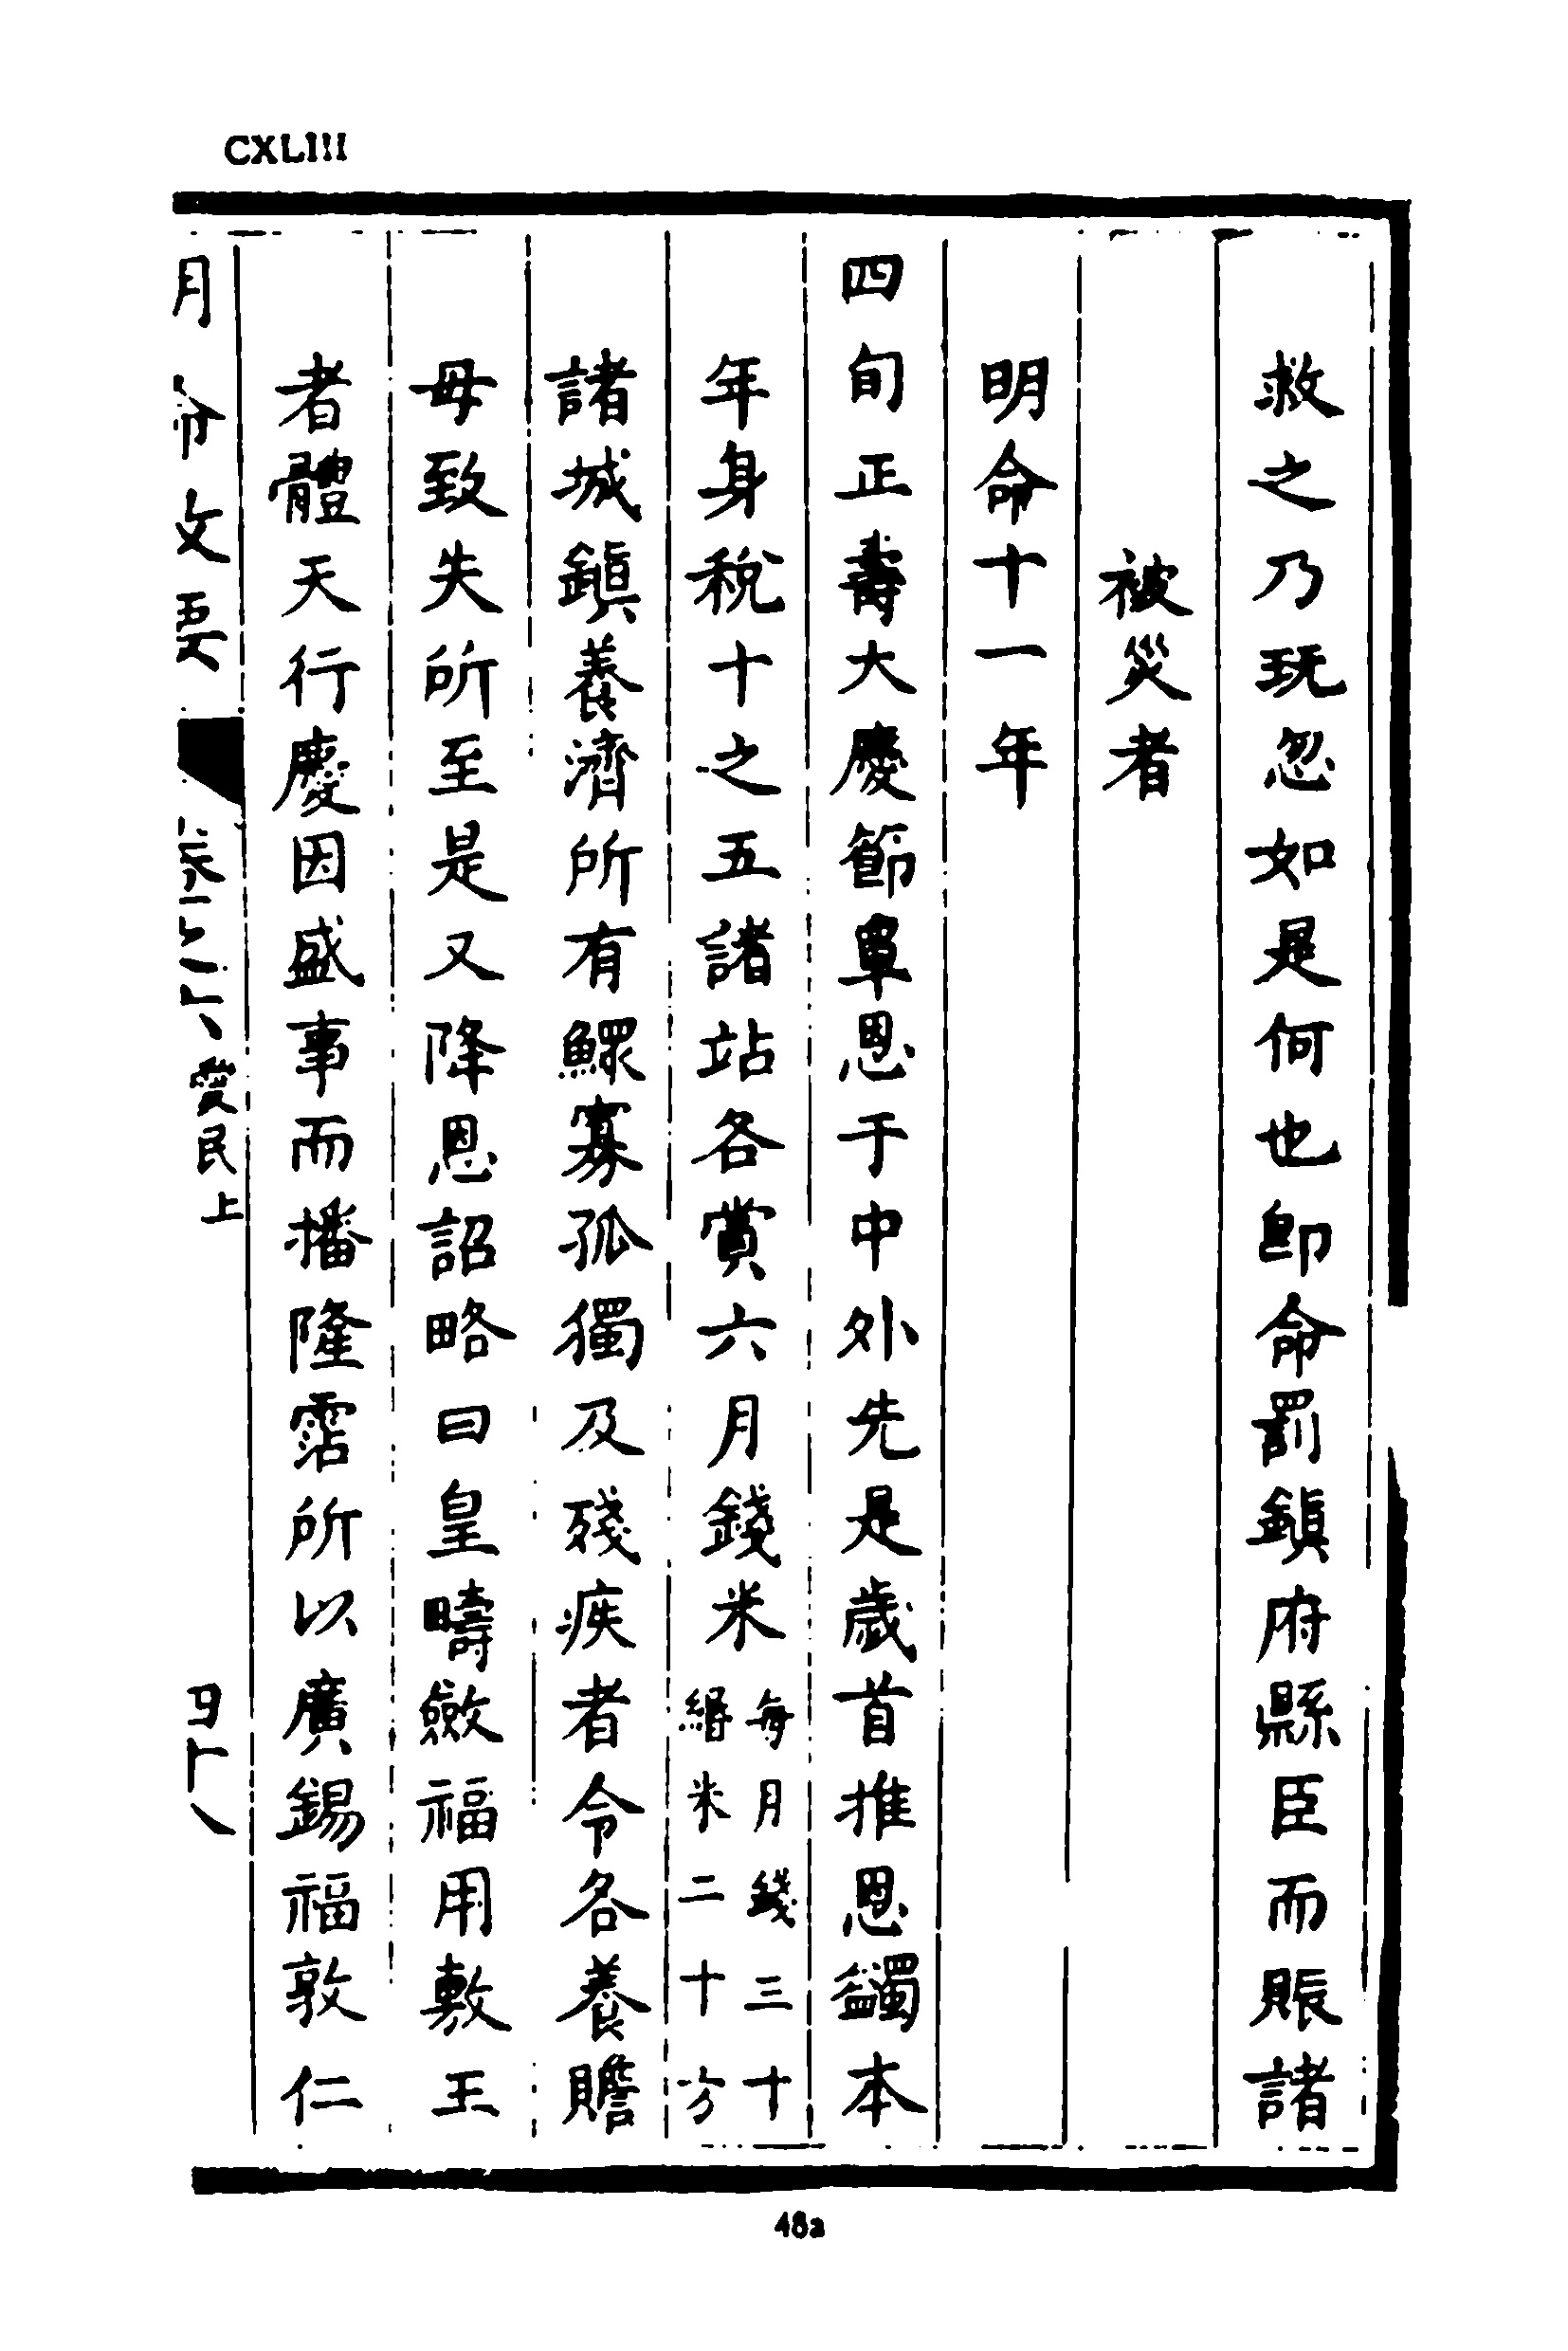 CXLIII
救之乃玩忽如是何也即命罰鎮府縣臣而賬諸
被災者
明命十一年
四旬正壽大慶節覃恩于中外先是歲首推恩蠲本
年身稅十之五諸站各賞六月錢米每月錢三十
緡米二十方
諸城鎮養濟所有鰥寡孤獨及殘疾者令各養贍
毋致失所至是又降恩詔略曰皇疇斂福用敷王
者體天行慶因盛事而播隆霑所以廣錫福敦仁
愛民上
48a